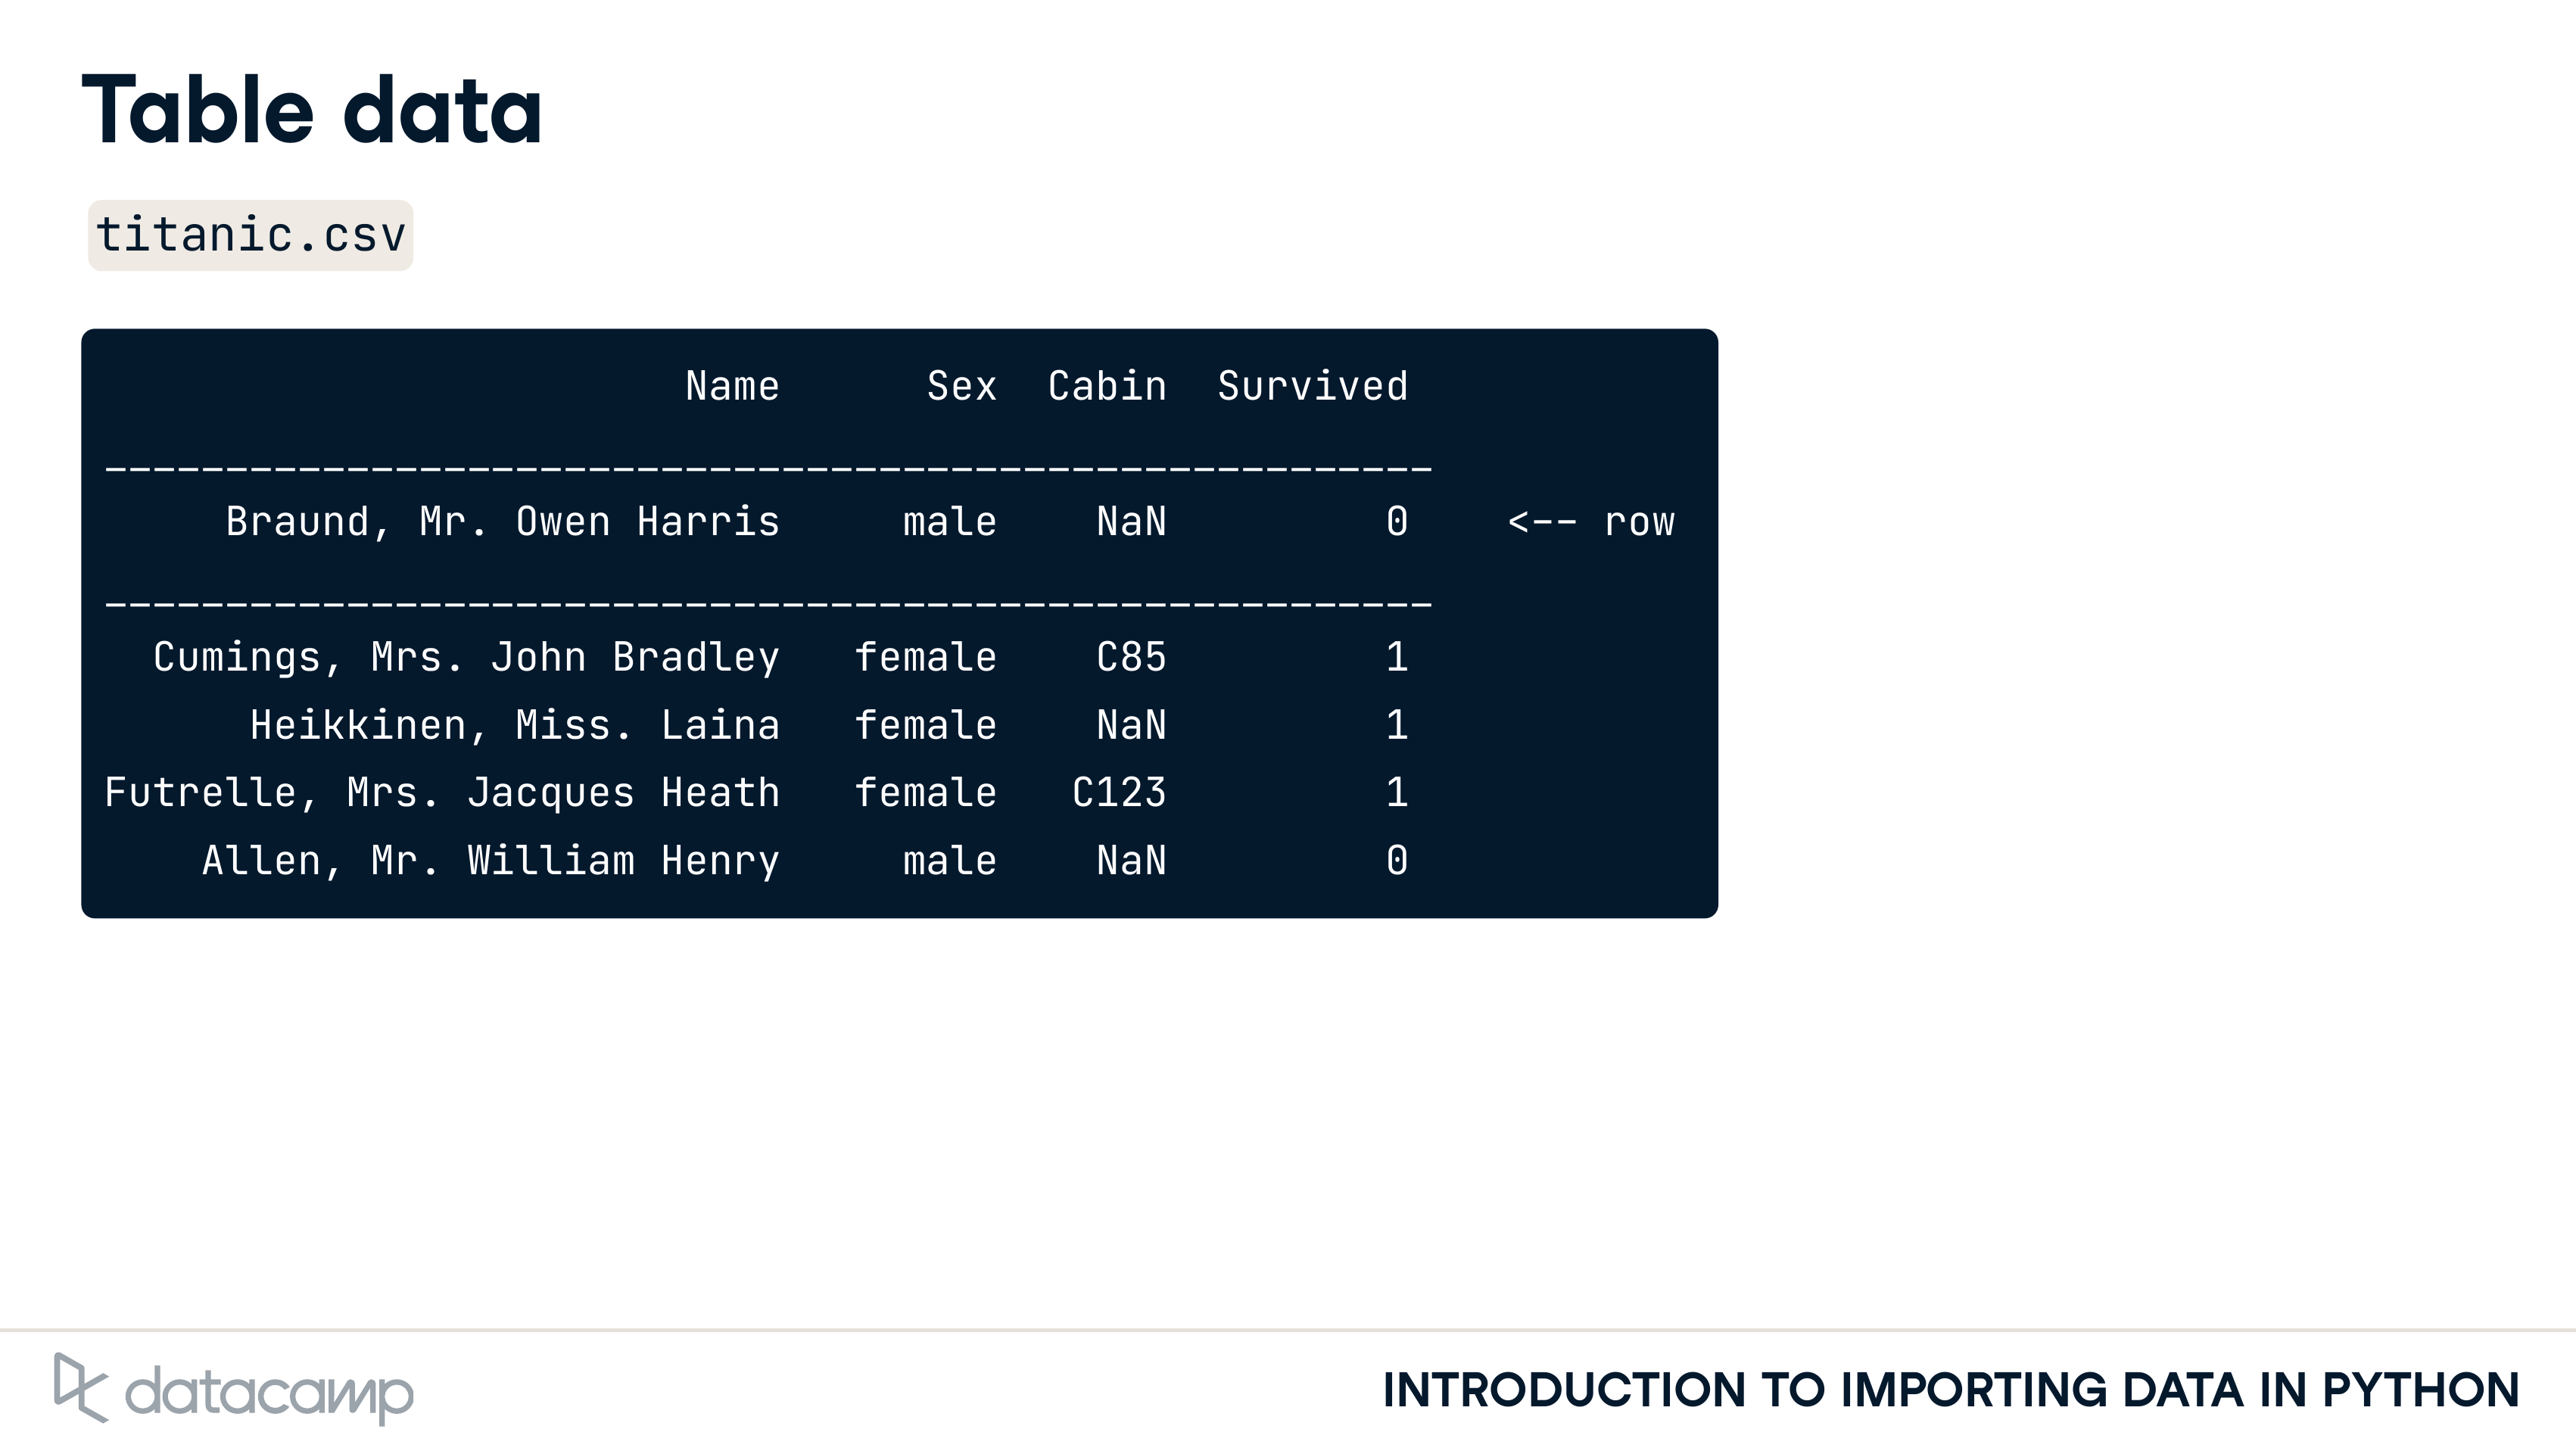 Table data
titanic.csv
Name Sex Cabin Survived
-------------------------------------------------------
Braund, Mr. Owen Harris male NaN 0 <-- row
-------------------------------------------------------
Cumings, Mrs. John Bradley female C85 1
Heikkinen, Miss. Laina female NaN 1
Futrelle, Mrs. Jacques Heath female C123 1
Allen, Mr. William Henry male NaN 0
datacamp
INTRODUCTION TO IMPORTING DATA IN PYTHON